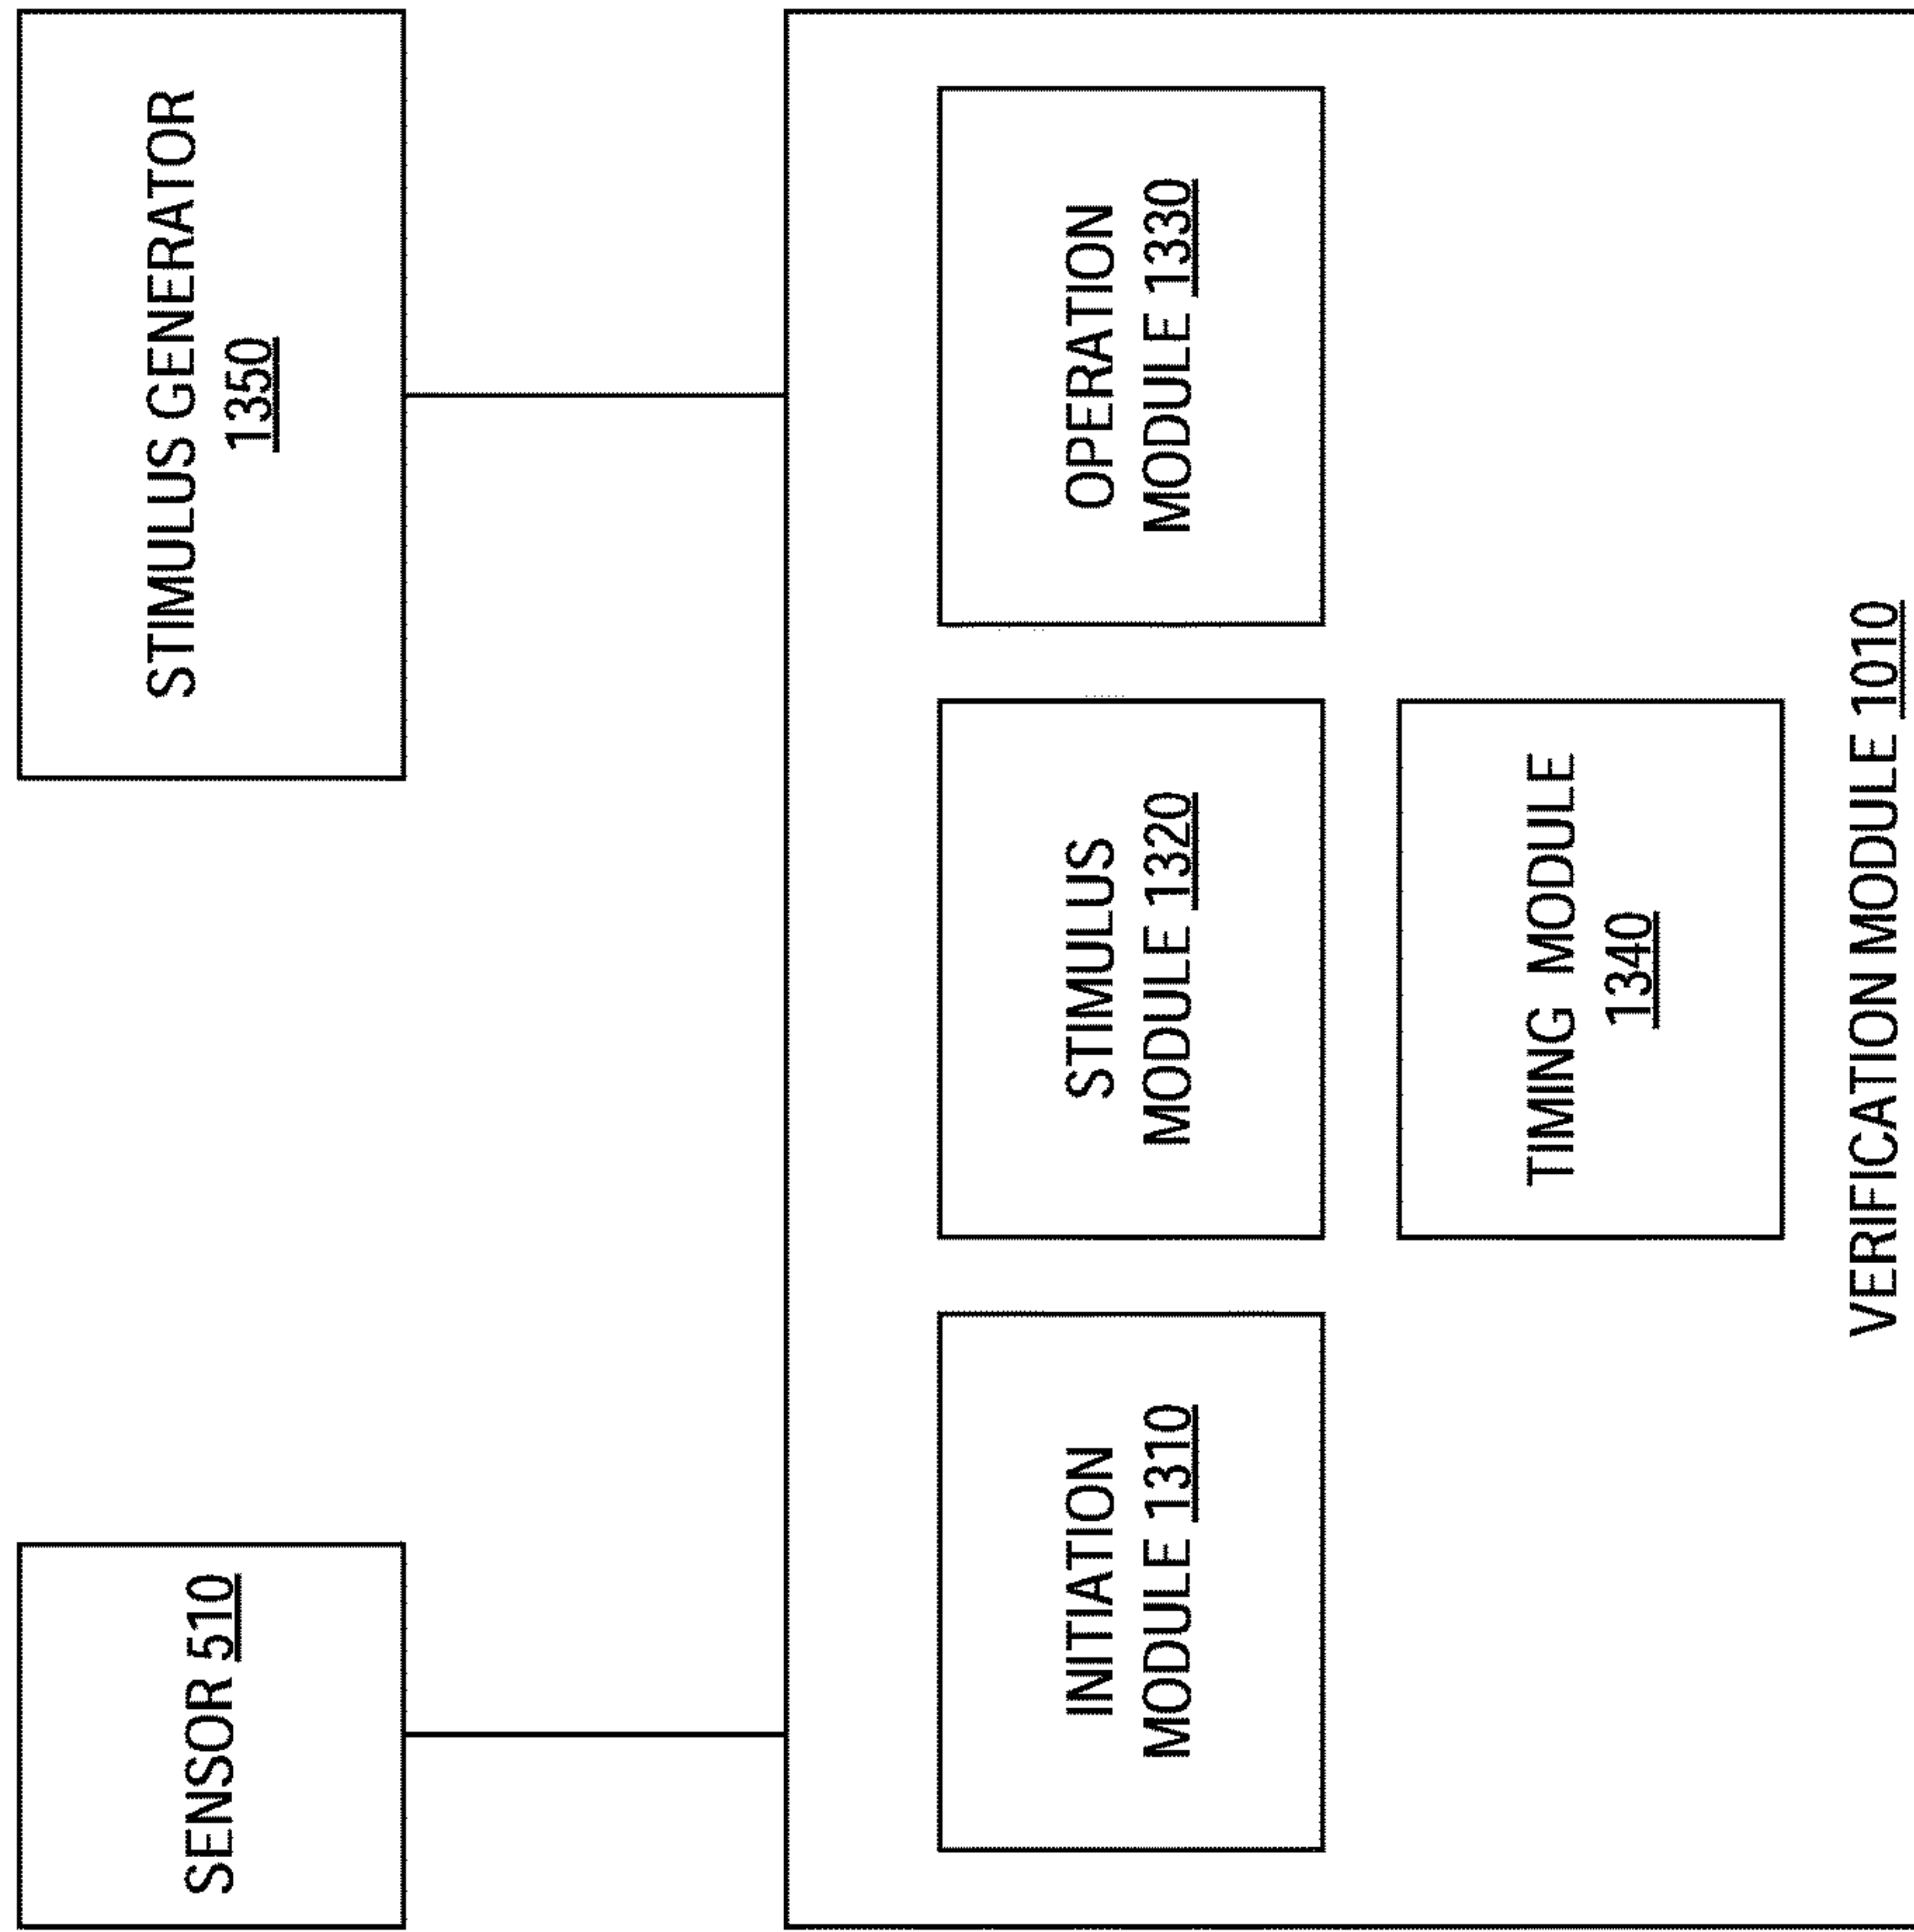 SENSOR 510
STIMULUS GENERATOR
1350
INITIATION
MODULE 1310
STIMULUS
MODULE 1320
OPERATION
MODULE 1330
TIMING MODULE
1340
VERIFICATION MODULE 1010